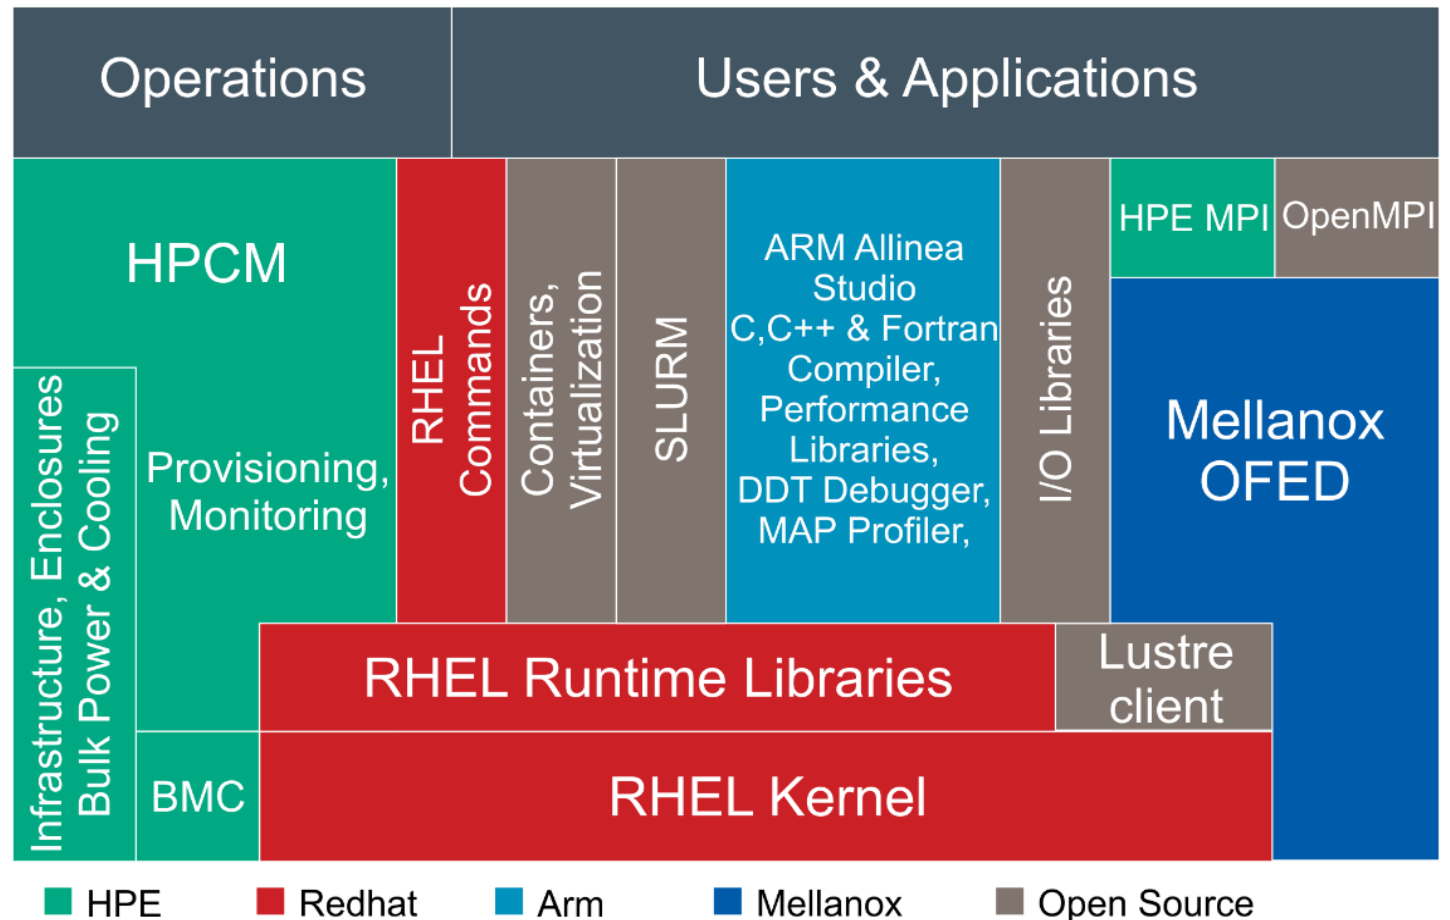 Operations
Users & Applications
HPCM
Provisioning,
Monitoring
Infrastructure, Enclosures
Bulk Power & Cooling
BMC
RHEL
Commands
Containers,
Virtualization
SLURM
ARM Allinea
Studio
C,C++ & Fortran
Compiler,
Performance
Libraries,
DDT Debugger,
MAP Profiler,
I/O Libraries
HPE MPI
OpenMPI
Mellanox
OFED
RHEL Runtime Libraries
Lustre
client
RHEL Kernel
HPE
Redhat
Arm
Mellanox
Open Source